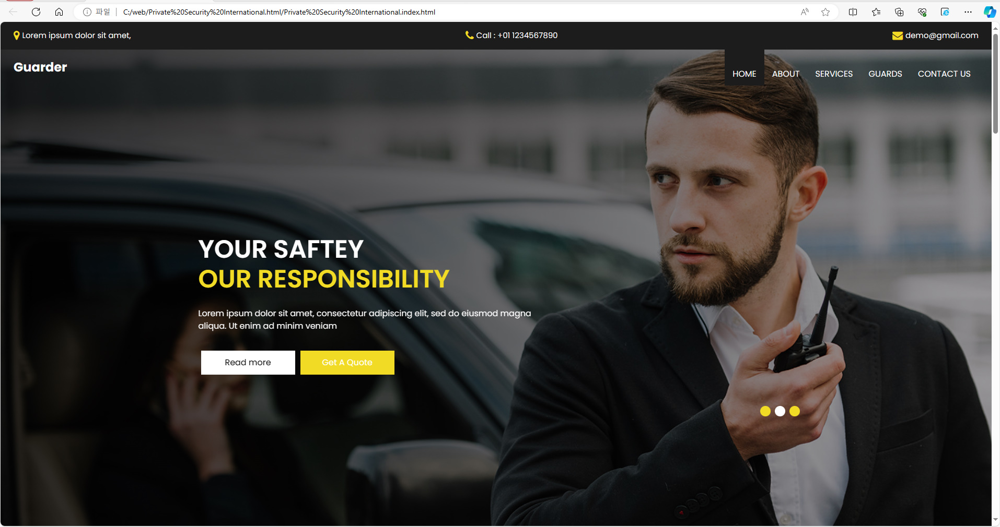 파일 C:/web/Private%20Security%20International.html/Private%20Security%20International.index.html
Lorem ipsum dolor sit amet,
Call : +01 1234567890
demo@gmail.com
Guarder
HOME
ABOUT
SERVICES
GUARDS
CONTACT US
YOUR SAFTEY
OUR RESPONSIBILITY
Lorem ipsum dolor sit amet, consectetur adipiscing elit, sed do eiusmod magna
aliqua. Ut enim ad minim veniam
Read more
Get A Quote